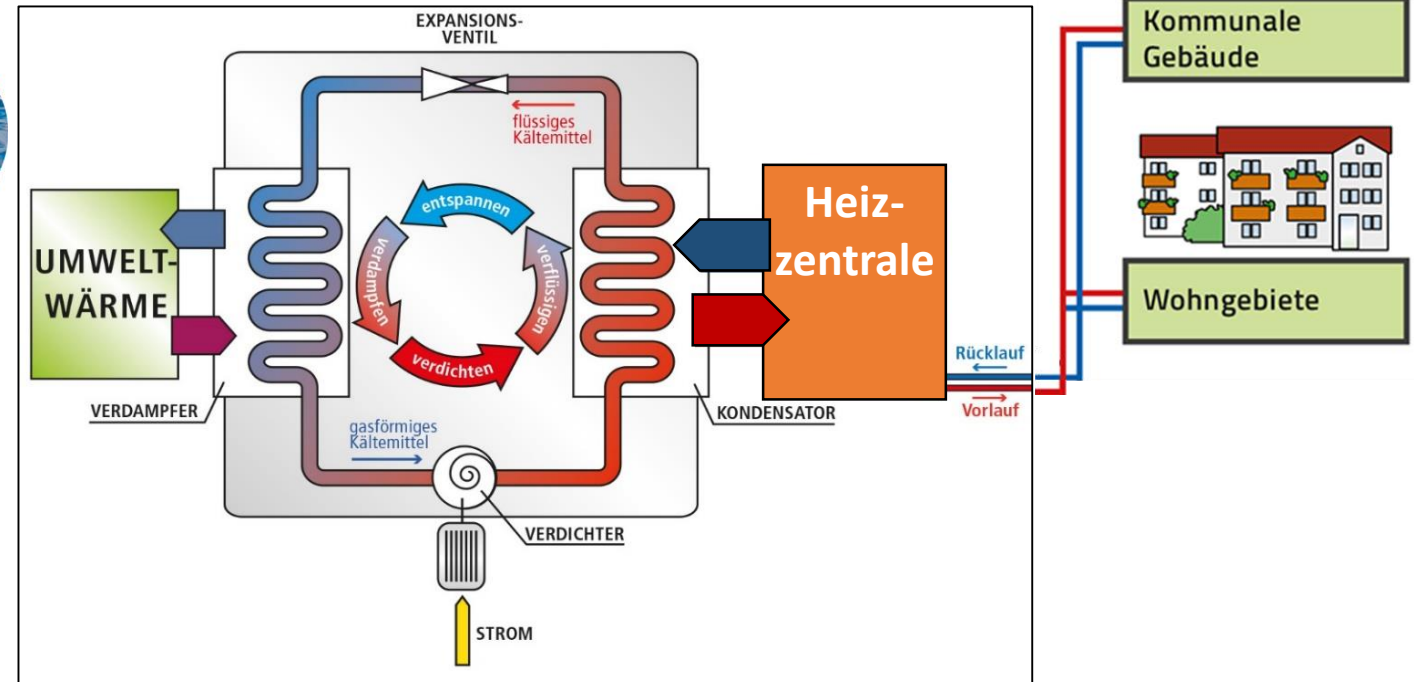 EXPANSIONS-
VENTIL
flüssiges
Kältemittel
UMWELT-
WÄRME
entspannen
verdampfen
verflüssigen
verdichten
Heiz-
zentrale
VERDAMPFER
KONDENSATOR
gasförmiges
Kältemittel
VERDICHTER
STROM
Rücklauf
Vorlauf
Kommunale
Gebäude
Wohngebiete